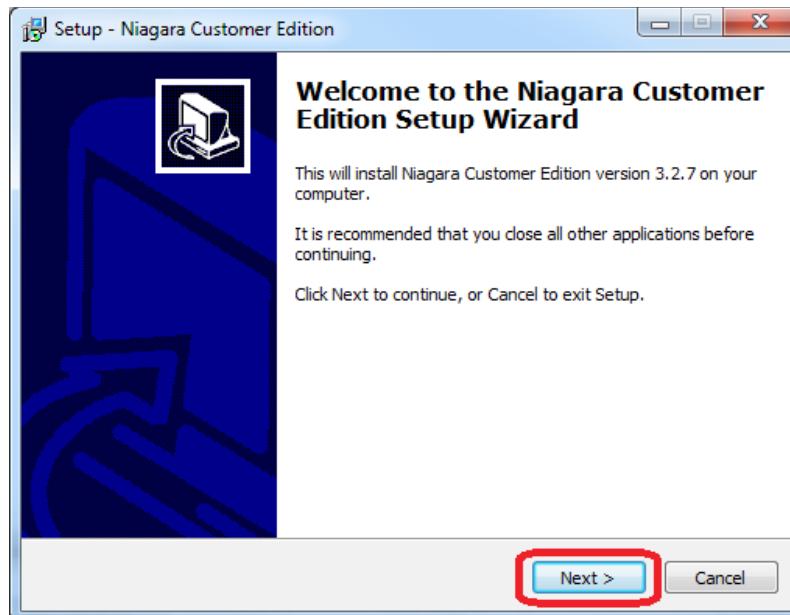 Setup - Niagara Customer Edition
Welcome to the Niagara Customer
Edition Setup Wizard
This will install Niagara Customer Edition version 3.2.7 on your
computer.
It is recommended that you close all other applications before
continuing.
Click Next to continue, or Cancel to exit Setup.
Next >
Cancel